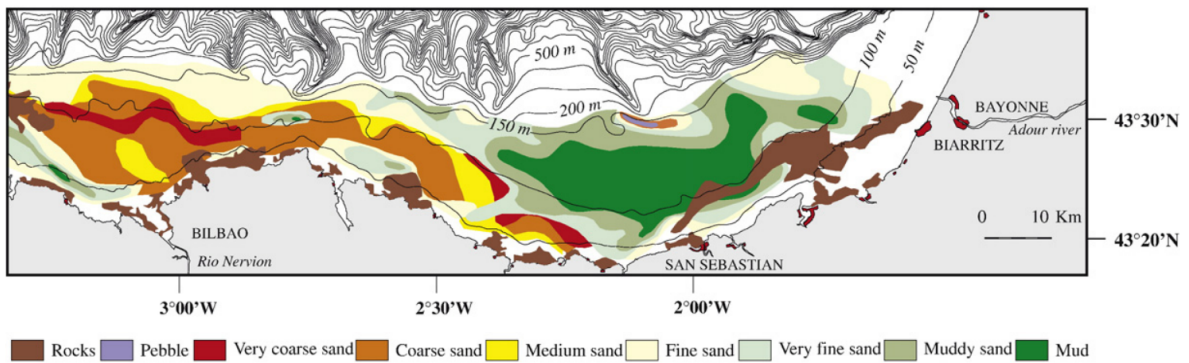 500 m
100 m
50 m
200 m
150 m
BAYONNE
Adour river
BIARRITZ
43°30'N
0 10 Km
BILBAO
Rio Nervion
SAN SEBASTIAN
43°20'N
3°00'W 2°30'W 2°00'W
Rocks Pebble Very coarse sand Coarse sand Medium sand Fine sand Very fine sand Muddy sand Mud